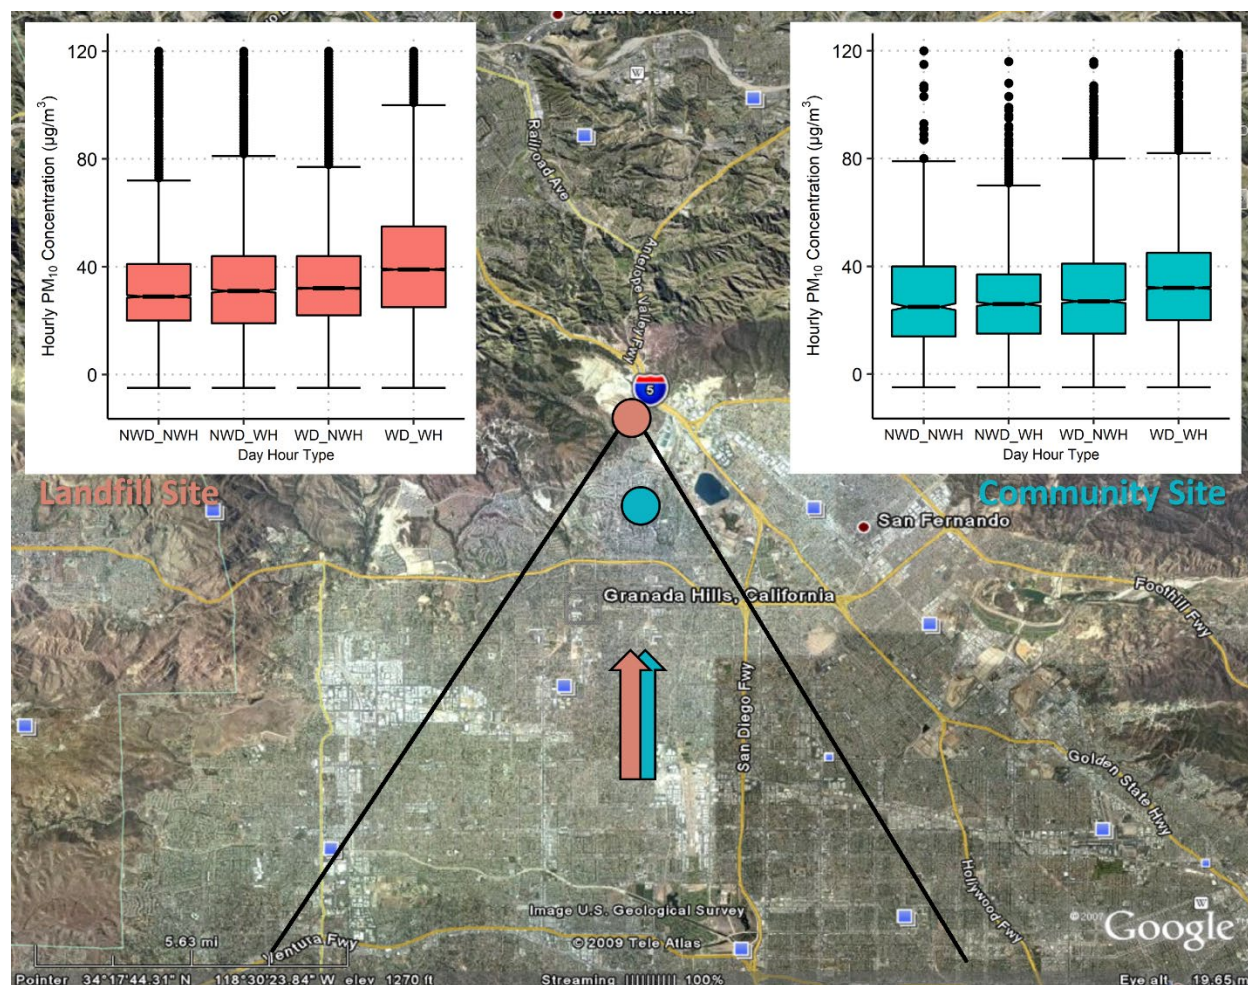 Santa Clarita
120
80
40
0
Hourly PM10 Concentration (µg/m3)
NWD_NWH NWD_WH WD_NWH WD_WH
Day Hour Type
Landfill Site
120
80
40
0
Hourly PM10 Concentration (µg/m3)
NWD_NWH NWD_WH WD_NWH WD_WH
Day Hour Type
Community Site
W
Railroad Ave
Antelope Valley Fwy
5
San Fernando
Granada Hills, California
Foothill Fwy
San Diego Fwy
Golden State Hwy
Hollywood Fwy
Ventura Fwy
W
Image U.S. Geological Survey
© 2009 Tele Atlas
©2007 Google™
5.63 mi
Pointer 34°17'44.31" N 118°30'23.84" W elev 1270 ft Streaming |||||||||| 100% Eye alt 19.65 m